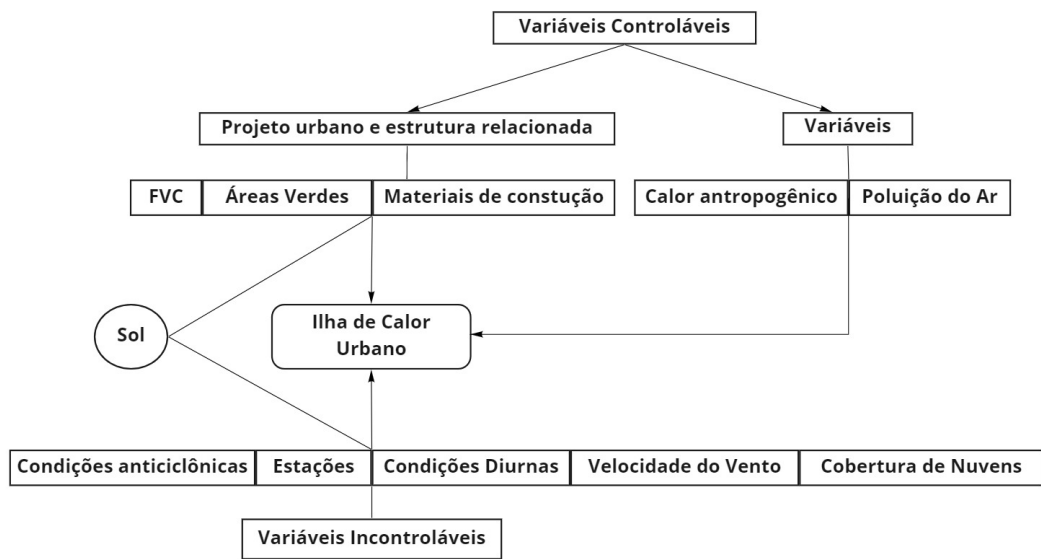 Variáveis Controláveis
Projeto urbano e estrutura relacionada
Variáveis
FVC
Áreas Verdes
Materiais de constução
Calor antropogênico
Poluição do Ar
Sol
Ilha de Calor
Urbano
Condições anticiclônicas
Estações
Condições Diurnas
Velocidade do Vento
Cobertura de Nuvens
Variáveis Incontroláveis